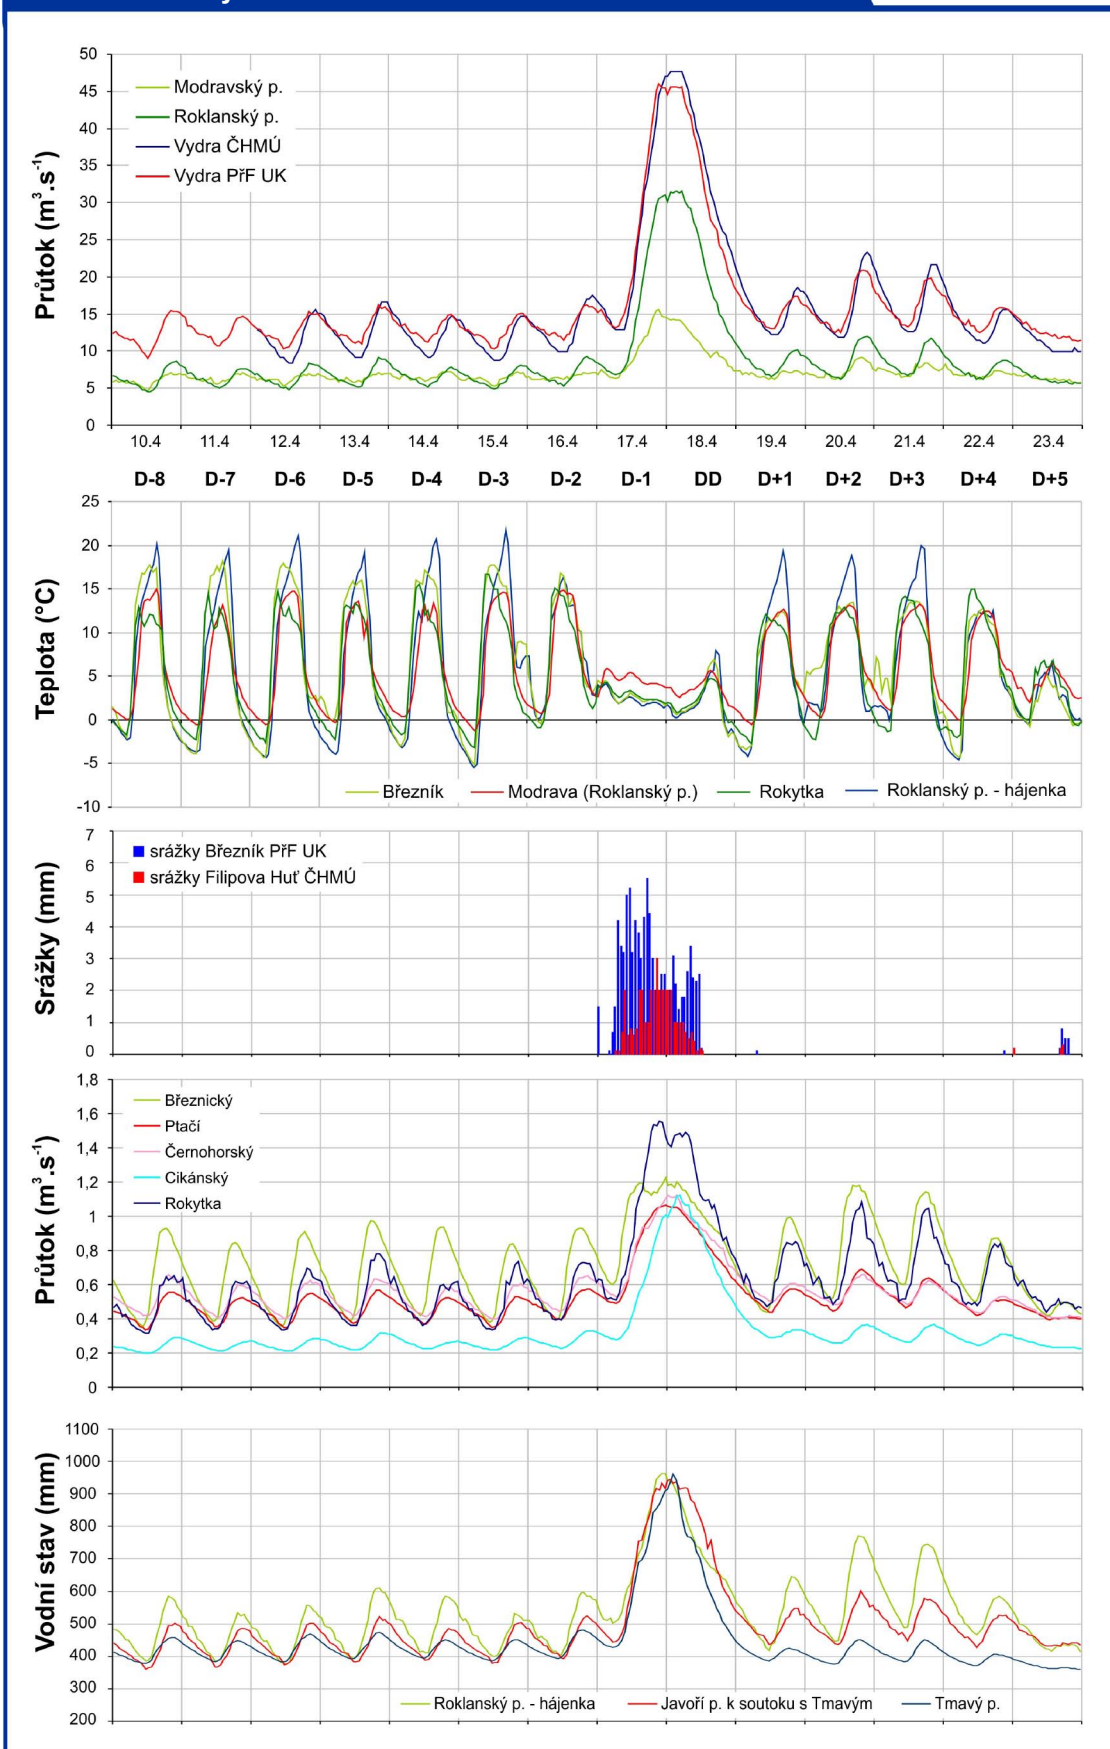 50
45
40
35
30
25
20
15
10
5
0
Průtok (m³.s⁻¹)
Modravský p.
Roklanský p.
Vydra ČHMÚ
Vydra PřF UK
10.4 11.4 12.4 13.4 14.4 15.4 16.4 17.4 18.4 19.4 20.4 21.4 22.4 23.4
D-8 D-7 D-6 D-5 D-4 D-3 D-2 D-1 DD D+1 D+2 D+3 D+4 D+5
25
20
15
10
5
0
-5
-10
Teplota (°C)
Březník Modrava (Roklanský p.) Rokytka Roklanský p. - hájenka
7
6
5
4
3
2
1
0
Srážky (mm)
srážky Březník PřF UK
srážky Filipova Huť ČHMÚ
1,8
1,6
1,4
1,2
1
0,8
0,6
0,4
0,2
0
Průtok (m³.s⁻¹)
Březnický
Ptačí
Černohorský
Cikánský
Rokytka
1100
1000
900
800
700
600
500
400
300
200
Vodní stav (mm)
Roklanský p. - hájenka Javoří p. k soutoku s Tmavým Tmavý p.